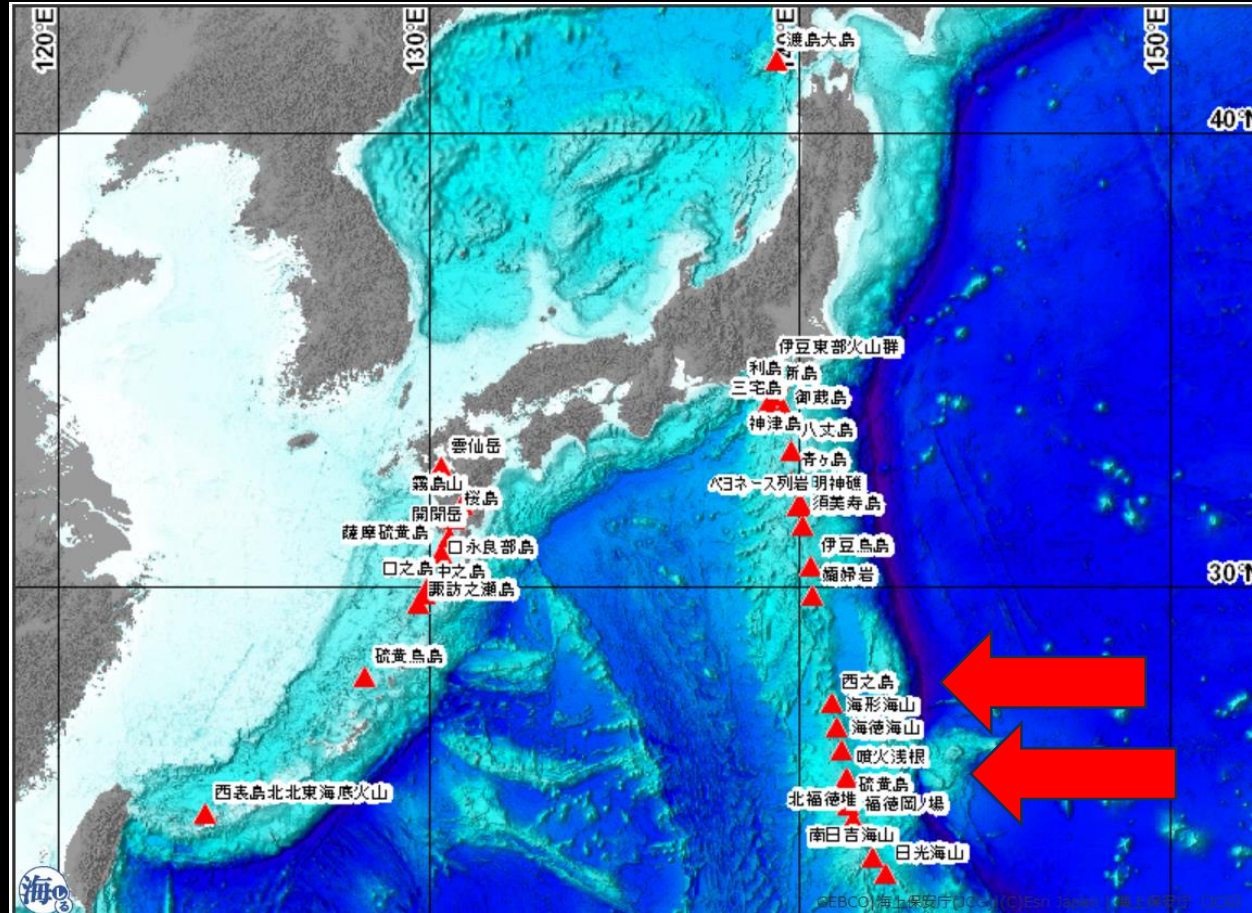 120°E
130°E
150°E
渡島大島
40°N
伊豆東部火山群
利島
新島
三宅島
御蔵島
神津島
八丈島
雲仙岳
青ヶ島
霧島山
桜島
ベヨネース列岩
明神礁
開聞岳
須美寿島
薩摩硫黄島
口永良部島
伊豆鳥島
口之島
中之島
孀婦岩
30°N
諏訪之瀬島
硫黄鳥島
西之島
海形海山
海徳海山
噴火浅根
硫黄島
西表島北北東海底火山
北福徳堆
福徳岡ノ場
南日吉海山
日光海山
海しる
GEBCO,海上保安庁(JCG)
(C)Esri Japan
海上保安庁(JCG)